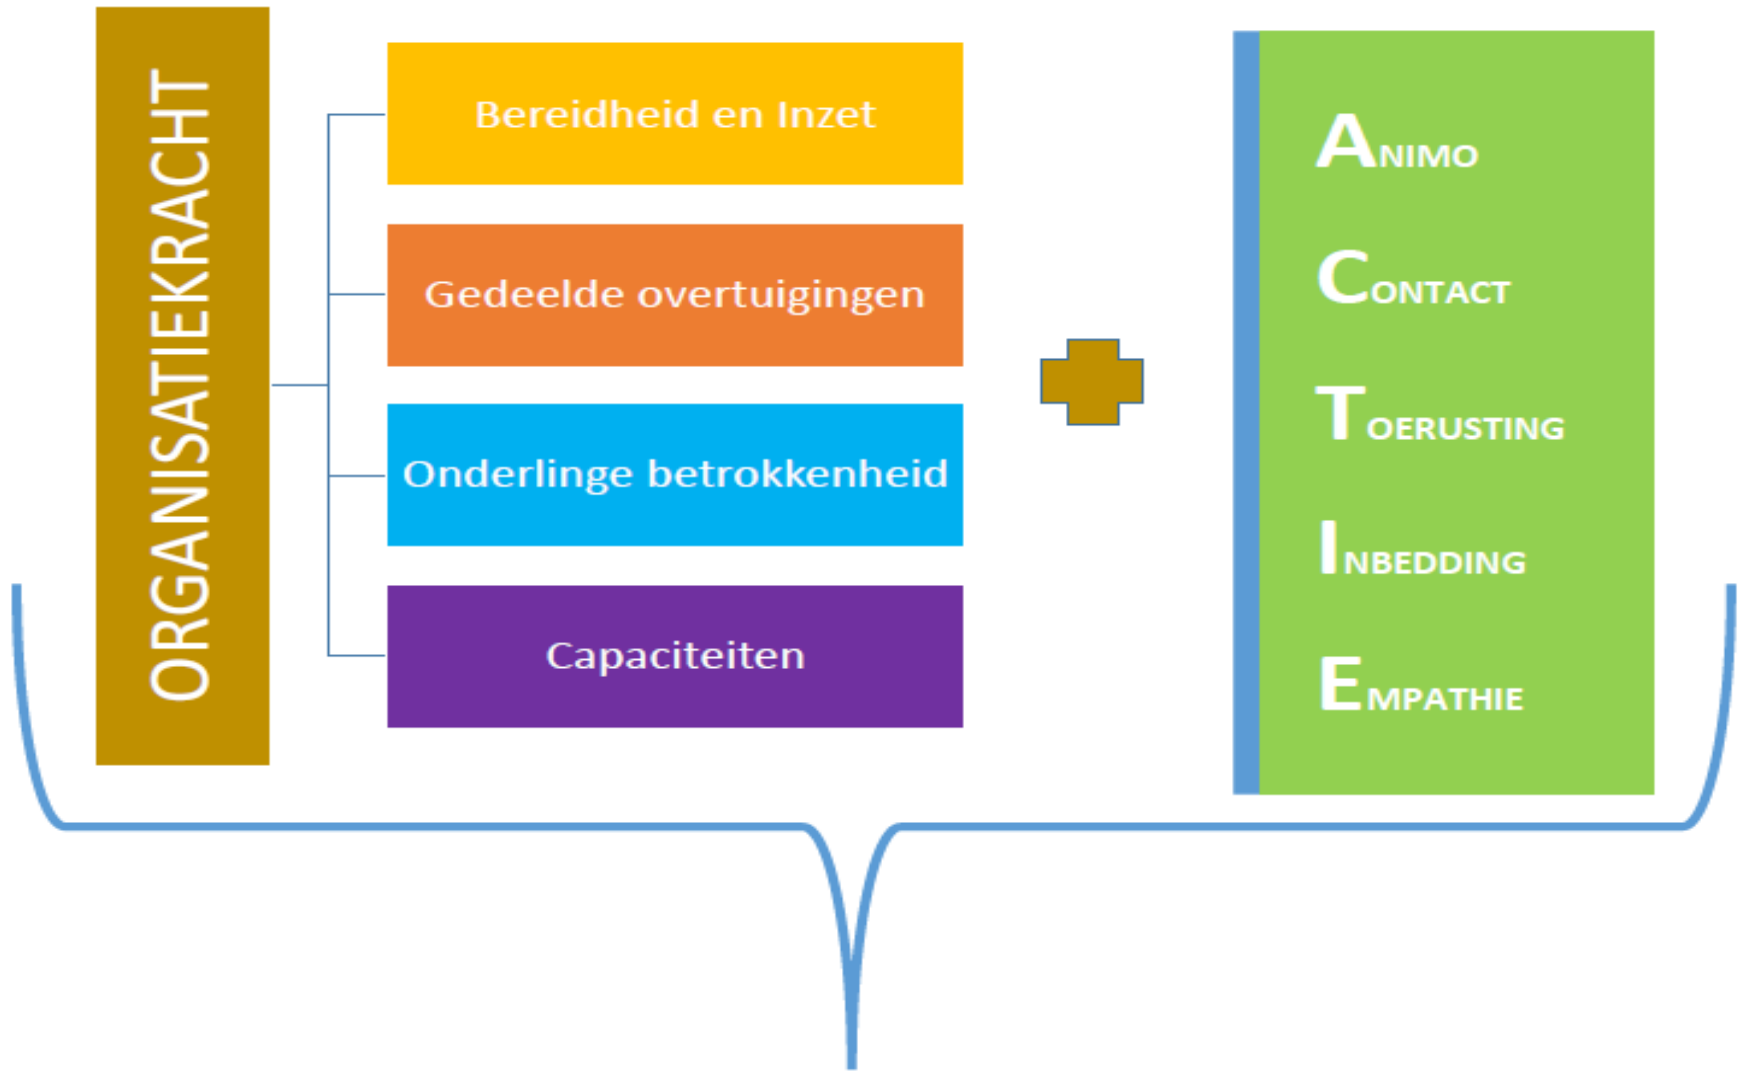 ORGANISATIEKRACHT
Bereidheid en Inzet
Gedeelde overtuigingen
Onderlinge betrokkenheid
Capaciteiten
ANIMO
CONTACT
TOERUSTING
INBEDDING
EMPATHIE